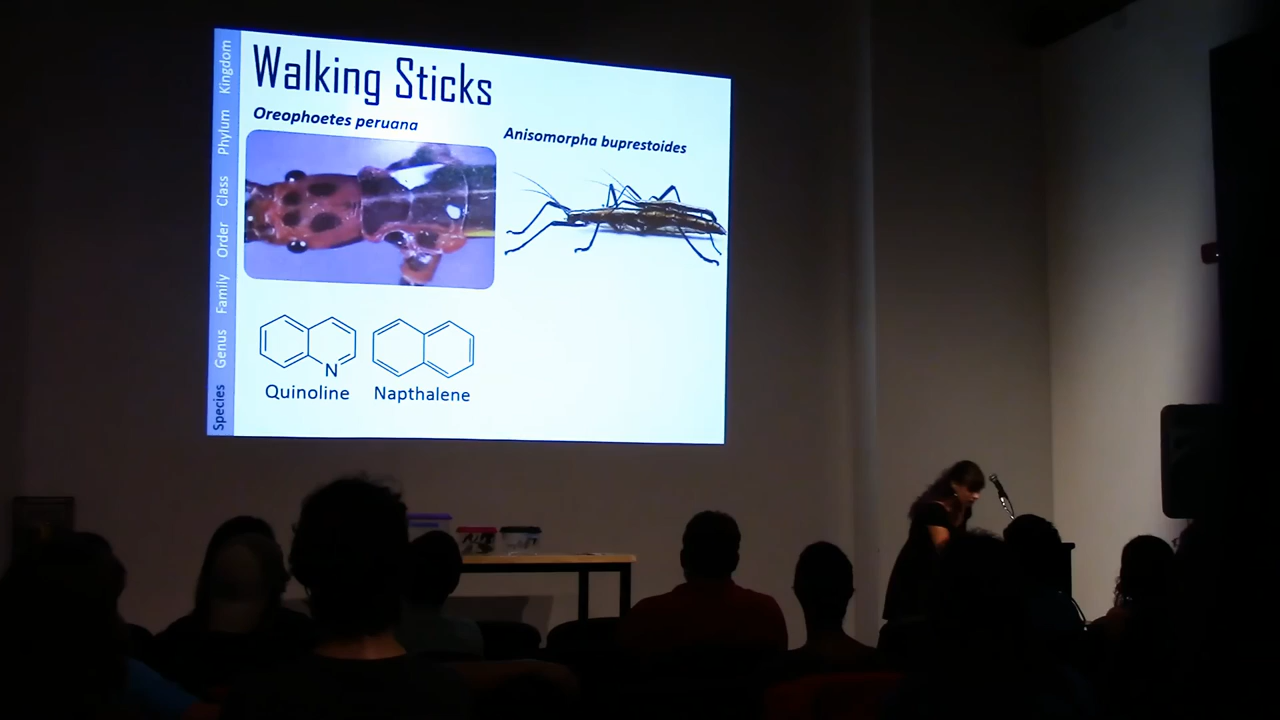 Walking Sticks
Oreophoetes peruana
Anisomorpha buprestoides
N
Quinoline
Napthalene
Kingdom
Phylum
Class
Order
Family
Genus
Species